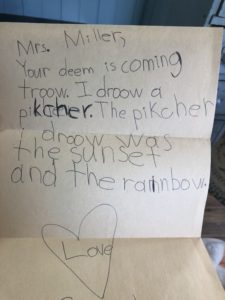 Mrs. Miller,
Your deem is coming
troow. I droow a
pikcher. The pikcher
i droow was
the sunset
and the rainbow.
Love